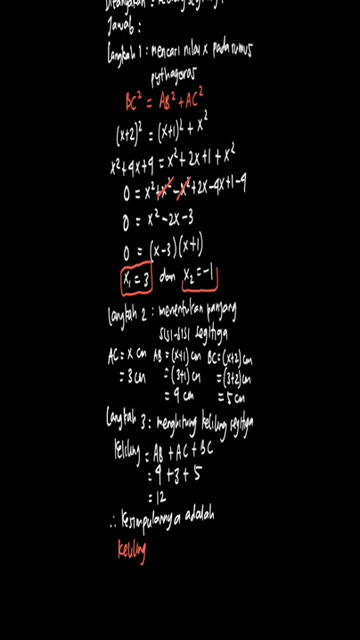 Ditanyakan : Keliling segitiga
Jawab :
Langkah 1 : mencari nilai x pada rumus
pythagoras
BC² = AB² + AC²
(x+2)² = (x+1)² + x²
x²+4x+4 = x²+2x+1 + x²
0 = x²+x²-x²+2x-4x+1-4
0 = x²-2x-3
0 = (x-3)(x+1)
x₁ = 3 dan x₂ = -1
Langkah 2 : menentukan panjang
sisi-sisi segitiga
AC = x cm AB = (x+1) cm BC = (x+2) cm
= 3 cm = (3+1) cm = (3+2) cm
= 4 cm = 5 cm
Langkah 3 : menghitung keliling segitiga
Keliling = AB + AC + BC
= 4 + 3 + 5
= 12
∴ Kesimpulannya adalah
Keliling